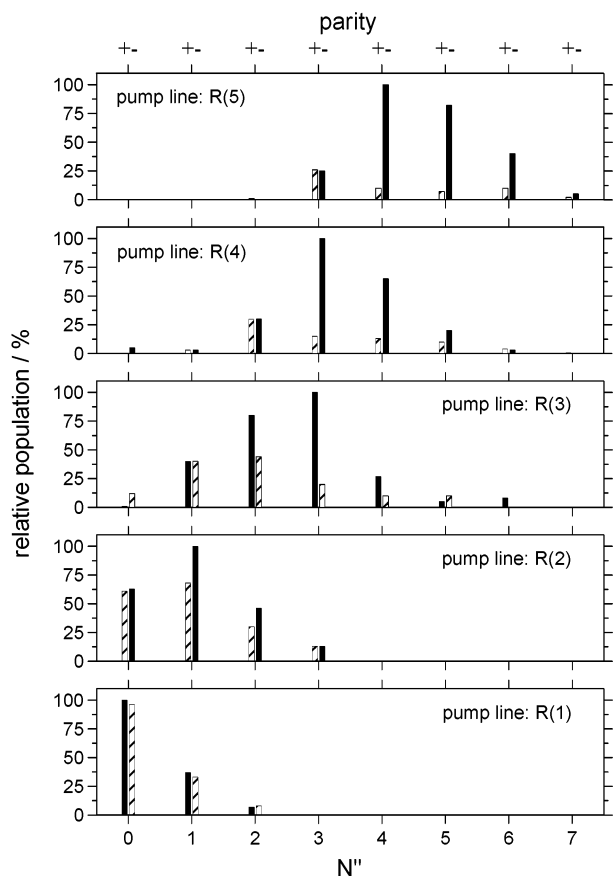 parity
+- +- +- +- +- +- +- +-
100
75
50
25
0
pump line: R(5)
100
75
50
25
0
pump line: R(4)
100
75
50
25
0
pump line: R(3)
100
75
50
25
0
pump line: R(2)
100
75
50
25
0
pump line: R(1)
relative population / %
0 1 2 3 4 5 6 7
N"